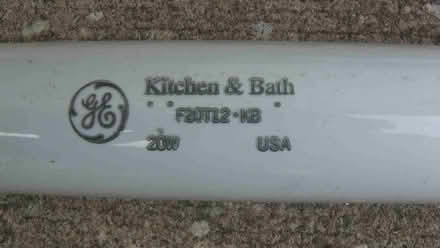 GE
Kitchen & Bath
F20T12·KB
20W USA